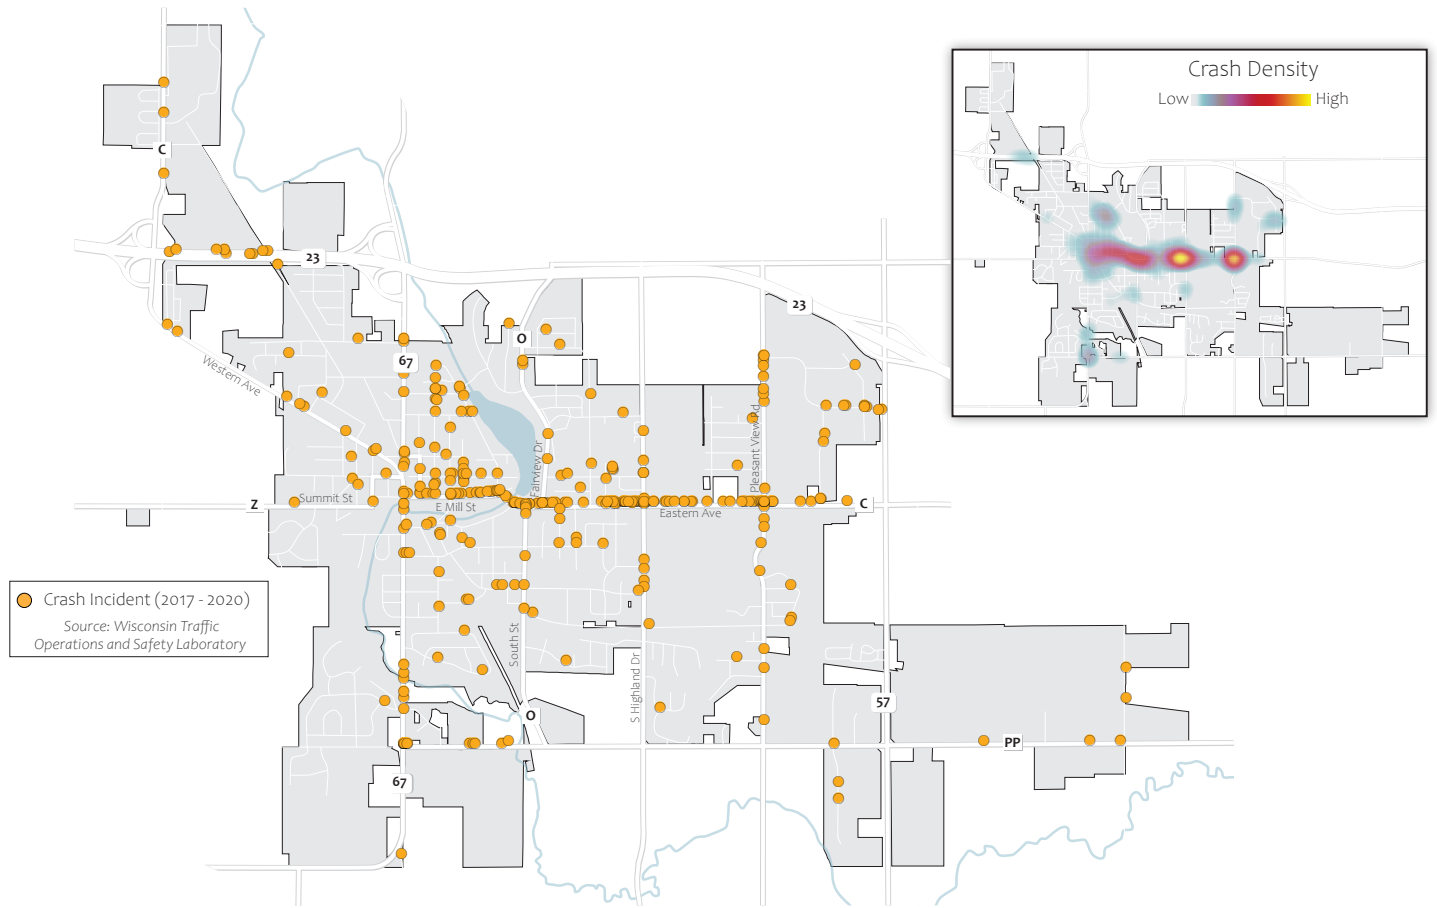 Crash Density
Low
High
C
23
23
O
67
Western Ave
Pleasant View Rd
Fairview Dr
Z
Summit St
E Mill St
Eastern Ave
C
Crash Incident (2017 - 2020)
Source: Wisconsin Traffic
Operations and Safety Laboratory
South St
S Highland Dr
57
O
PP
67